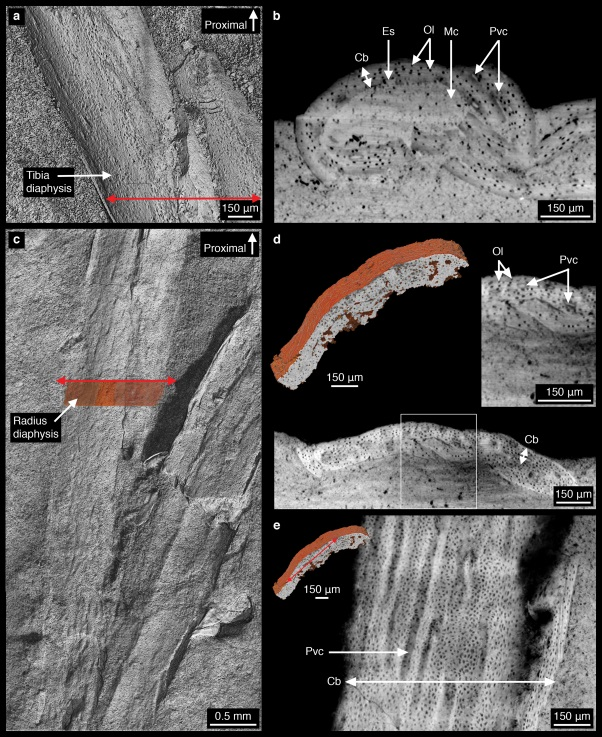 a
Proximal
Tibia
diaphysis
150 µm
b
Cb
Es
Ol
Mc
Pvc
150 µm
c
Proximal
Radius
diaphysis
0.5 mm
d
150 µm
Ol
Pvc
150 µm
Cb
150 µm
e
150 µm
Pvc
Cb
150 µm